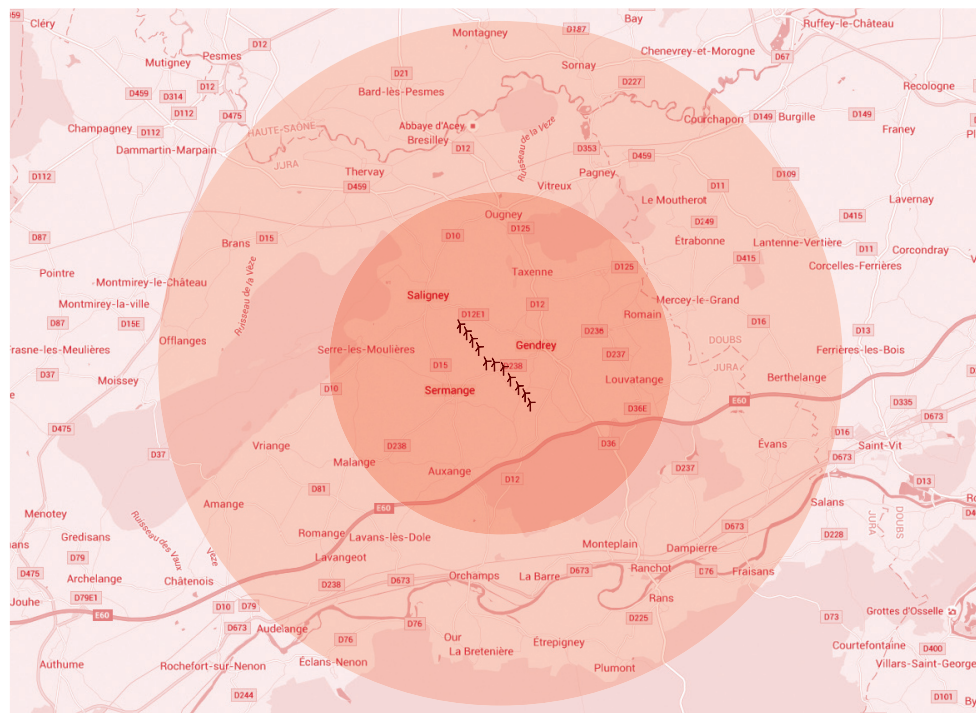 D59
Cléry
Bay
Ruffey-le-Château
Montagney
D187
D12
Pesmes
Chenevrey-et-Morogne
D67
Mutigney
Sornay
D21
D227
D12
Recologne
Bard-lès-Pesmes
D459
D314
D112
D475
D149
Burgille
D149
Courchapon
Champagney
D112
HAUTE-SAÔNE
Abbaye d'Acey
Franey
Bresilley
D12
D353
D459
Dammartin-Marpain
JURA
Ruisseau de la Vèze
Thervay
Pagney
D109
D112
D459
Vitreux
D11
Le Moutherot
Lavernay
Ougney
D415
D249
D125
D87
D15
D10
Brans
Étrabonne
Lantenne-Vertière
D11
Corcondray
D415
Corcelles-Ferrières
D125
Pointre
Taxenne
Montmirey-le-Château
Ruisseau de la Vèze
Saligney
Mercey-le-Grand
Montmirey-la-ville
D12
D12E1
Romain
D87
D15E
D16
D236
D13
Offlanges
DOUBS
Gendrey
Serre-les-Moulières
Ferrières-les-Bois
D237
D15
D238
JURA
D37
Moissey
Louvatange
Berthelange
D10
Sermange
E60
D335
D36E
D673
D475
D16
D36
Saint-Vit
Vriange
D238
Évans
D37
D673
Malange
D237
Auxange
D12
D13
D81
Amange
Salans
E60
Menotey
DOUBS
JURA
D673
Romange
Lavans-lès-Dole
D228
Gredisans
Ruisseau des Vaux
Monteplain
Dampierre
D79
Lavangeot
Vèze
D475
Archelange
Châtenois
D673
Orchamps
La Barre
D673
Ranchot
D76
Fraisans
D238
D79E1
Rans
Jouhe
D10
D79
E60
D225
D73
Grottes d'Osselle
D76
D673
Audelange
D76
Our
Étrepigney
La Bretenière
Courtefontaine
D400
Authume
Rochefort-sur-Nenon
Éclans-Nenon
Plumont
Villars-Saint-George
D244
D101